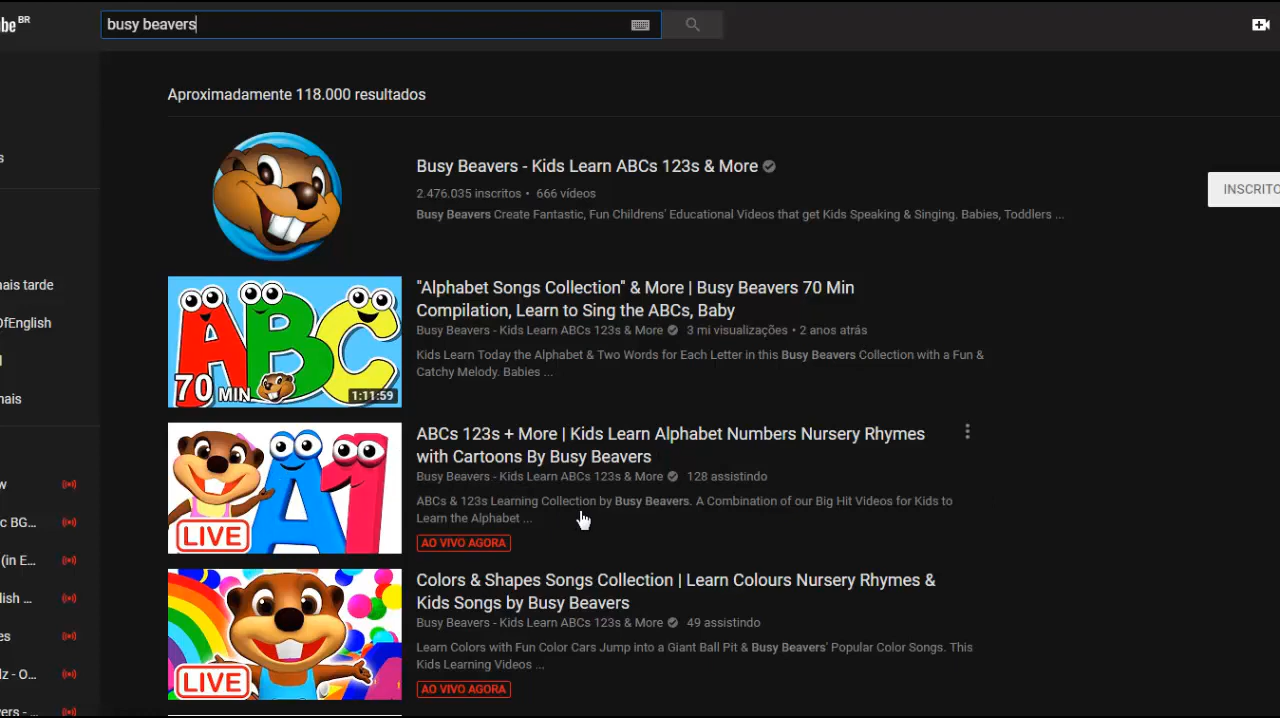 be BR
busy beavers
Aproximadamente 118.000 resultados
Busy Beavers - Kids Learn ABCs 123s & More
2.476.035 inscritos • 666 vídeos
Busy Beavers Create Fantastic, Fun Childrens' Educational Videos that get Kids Speaking & Singing. Babies, Toddlers ...
INSCRITO
s
ais tarde
OfEnglish
l
nais
w
c BG...
(in E...
lish ...
es
lz - O...
vers - ...
ABC
70 MIN
1:11:59
"Alphabet Songs Collection" & More | Busy Beavers 70 Min
Compilation, Learn to Sing the ABCs, Baby
Busy Beavers - Kids Learn ABCs 123s & More 3 mi visualizações • 2 anos atrás
Kids Learn Today the Alphabet & Two Words for Each Letter in this Busy Beavers Collection with a Fun &
Catchy Melody. Babies ...
A1
LIVE
ABCs 123s + More | Kids Learn Alphabet Numbers Nursery Rhymes
with Cartoons By Busy Beavers
Busy Beavers - Kids Learn ABCs 123s & More 128 assistindo
ABCs & 123s Learning Collection by Busy Beavers. A Combination of our Big Hit Videos for Kids to
Learn the Alphabet ...
AO VIVO AGORA
LIVE
Colors & Shapes Songs Collection | Learn Colours Nursery Rhymes &
Kids Songs by Busy Beavers
Busy Beavers - Kids Learn ABCs 123s & More 49 assistindo
Learn Colors with Fun Color Cars Jump into a Giant Ball Pit & Busy Beavers' Popular Color Songs. This
Kids Learning Videos ...
AO VIVO AGORA